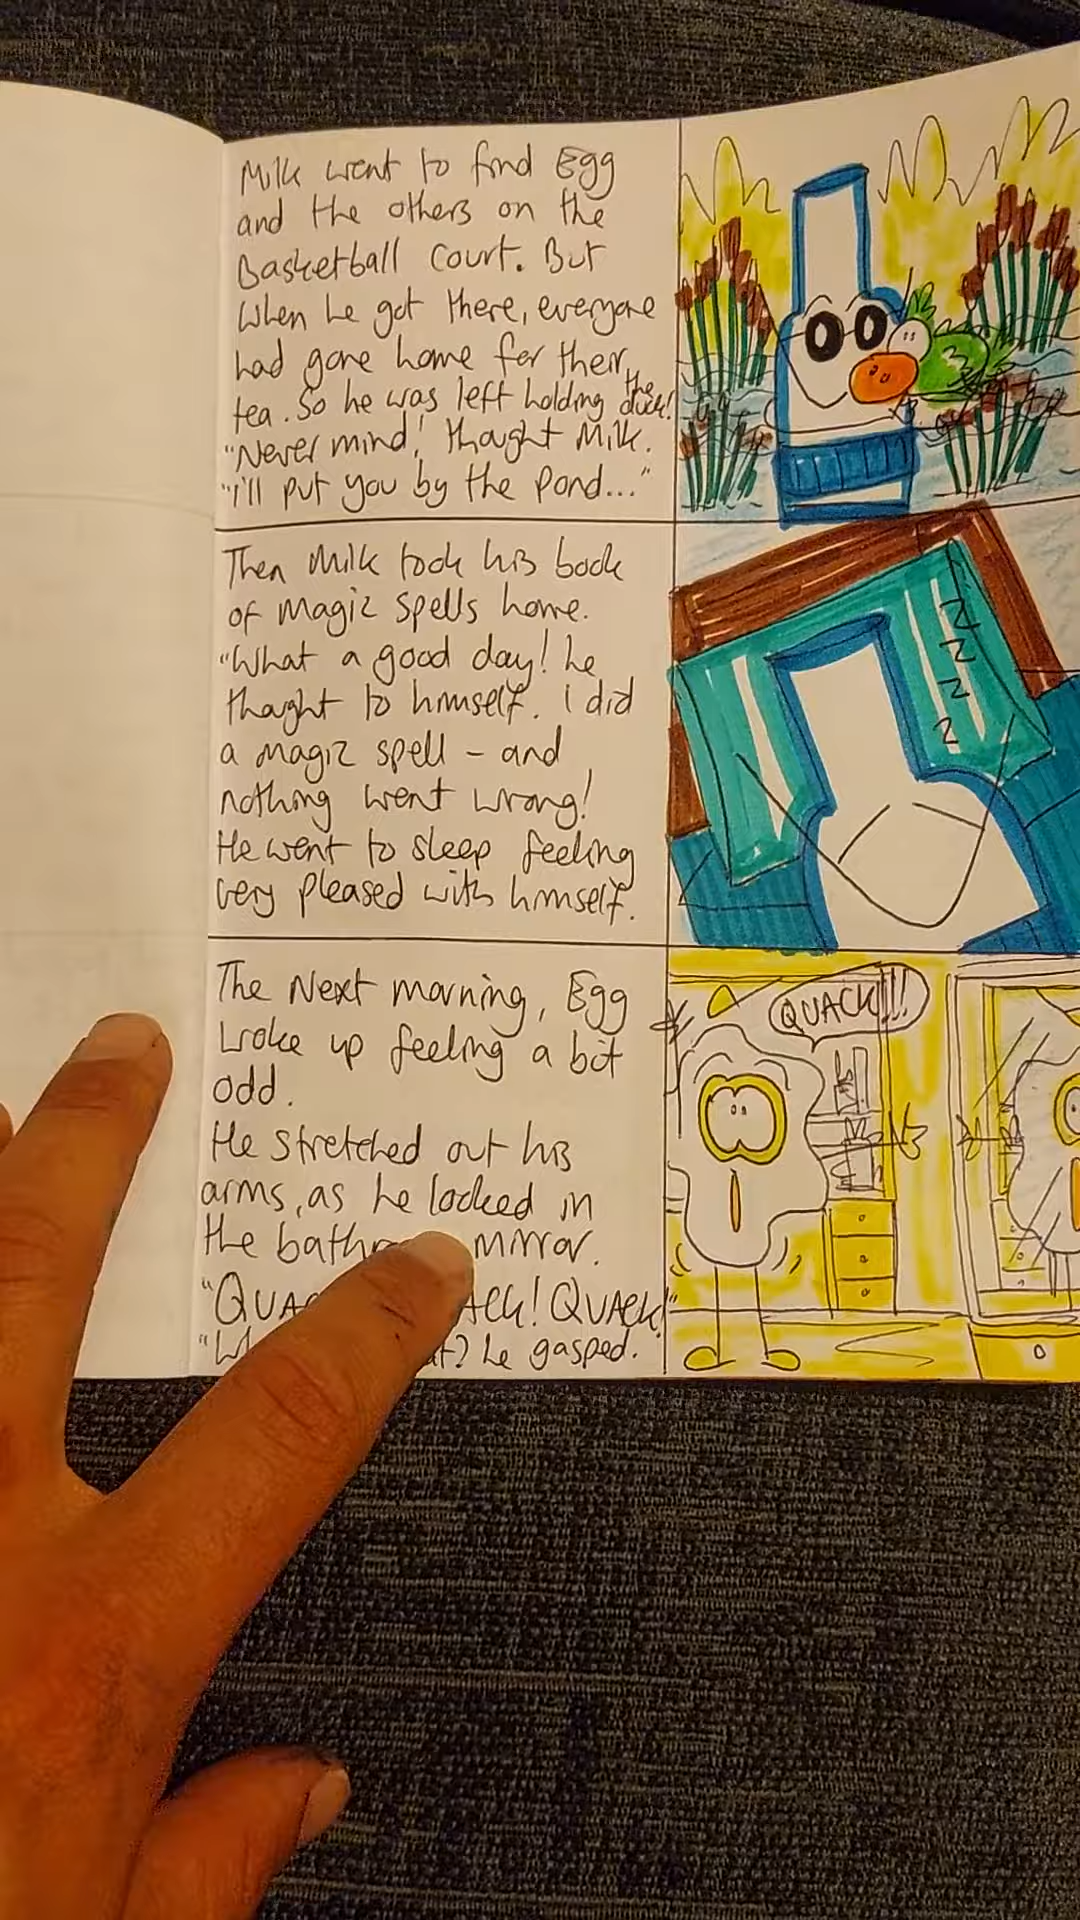 Milk went to find Egg
and the others on the
Basketball court. But
when he got there, everyone
had gone home for their
tea. So he was left holding the duck!
"Never mind! thought Milk.
"I'll put you by the pond..."
Then Milk took his book
of magic spells home.
"What a good day! he
thought to himself. I did
a magic spell - and
nothing went wrong!
He went to sleep feeling
very pleased with himself.
Z
Z
Z
Z
The Next morning, Egg
woke up feeling a bit
odd.
He stretched out his
arms, as he looked in
the mirror.
QUACK!
he gasped.
QUACK!!!